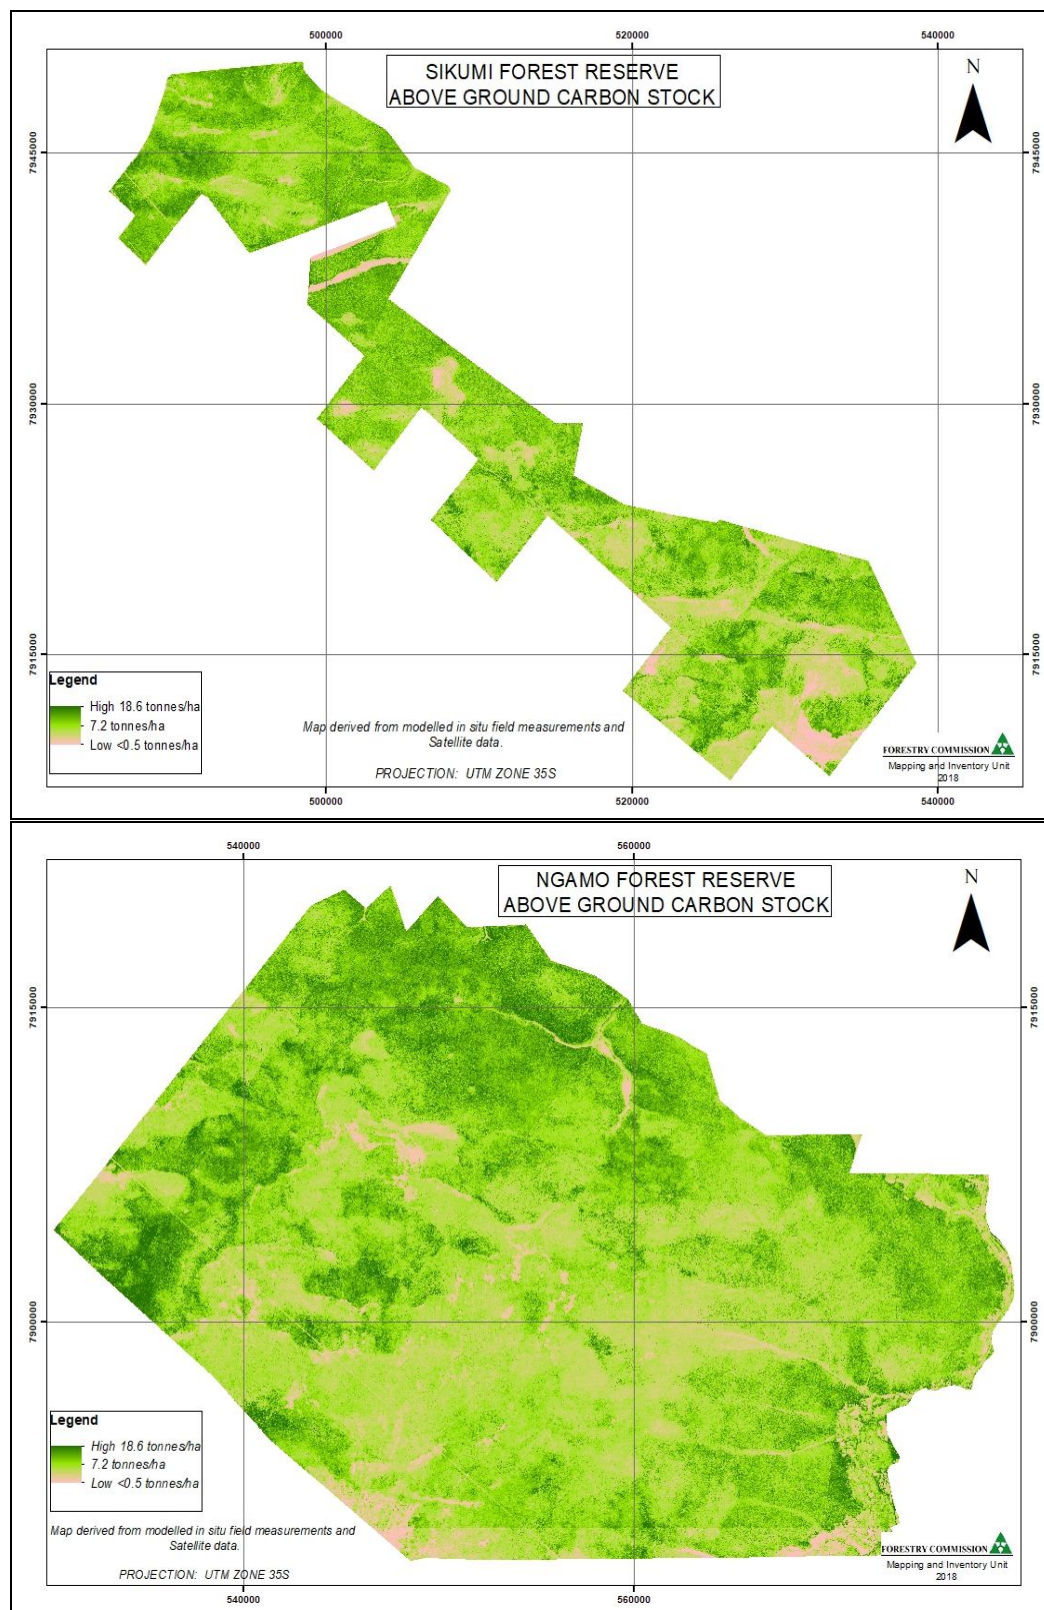 500000
520000
540000
SIKUMI FOREST RESERVE
ABOVE GROUND CARBON STOCK
N
7945000
7945000
7930000
7930000
7915000
7915000
Legend
High 18.6 tonnes/ha
7.2 tonnes/ha
Low <0.5 tonnes/ha
Map derived from modelled in situ field measurements and
Satellite data.
PROJECTION: UTM ZONE 35S
FORESTRY COMMISSION
Mapping and Inventory Unit
2018
500000
520000
540000
540000
560000
NGAMO FOREST RESERVE
ABOVE GROUND CARBON STOCK
N
7915000
7915000
7900000
7900000
Legend
High 18.6 tonnes/ha
7.2 tonnes/ha
Low <0.5 tonnes/ha
Map derived from modelled in situ field measurements and
Satellite data.
PROJECTION: UTM ZONE 35S
FORESTRY COMMISSION
Mapping and Inventory Unit
2018
540000
560000